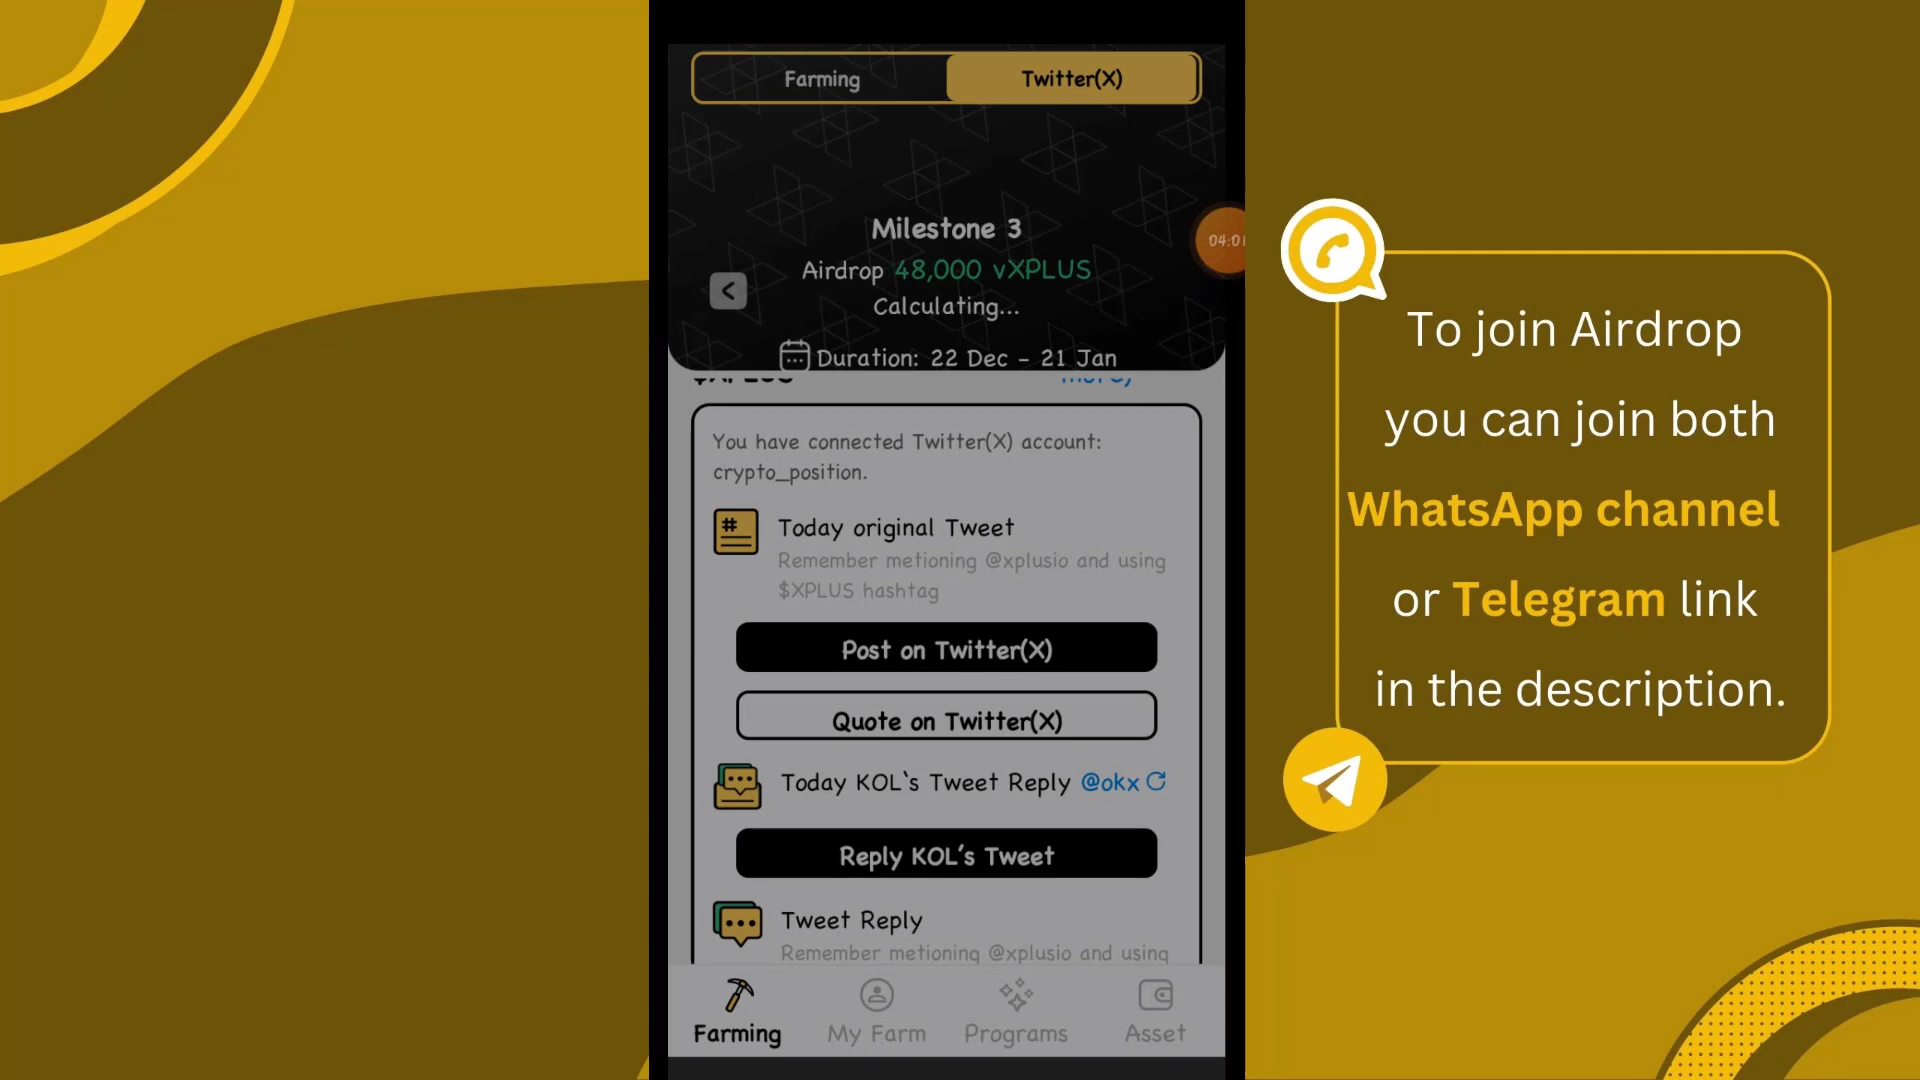 Farming
Twitter(X)
Milestone 3
04:01
Airdrop 48,000 vXPLUS
<
Calculating...
Duration: 22 Dec - 21 Jan
$XPLUS
more)
You have connected Twitter(X) account:
crypto_position.
#
Today original Tweet
Remember metioning @xplusio and using
$XPLUS hashtag
Post on Twitter(X)
Quote on Twitter(X)
Today KOL`s Tweet Reply @okx
Reply KOL's Tweet
Tweet Reply
Remember metioning @xplusio and using
Farming
My Farm
Programs
Asset
To join Airdrop
you can join both
WhatsApp channel
or Telegram link
in the description.